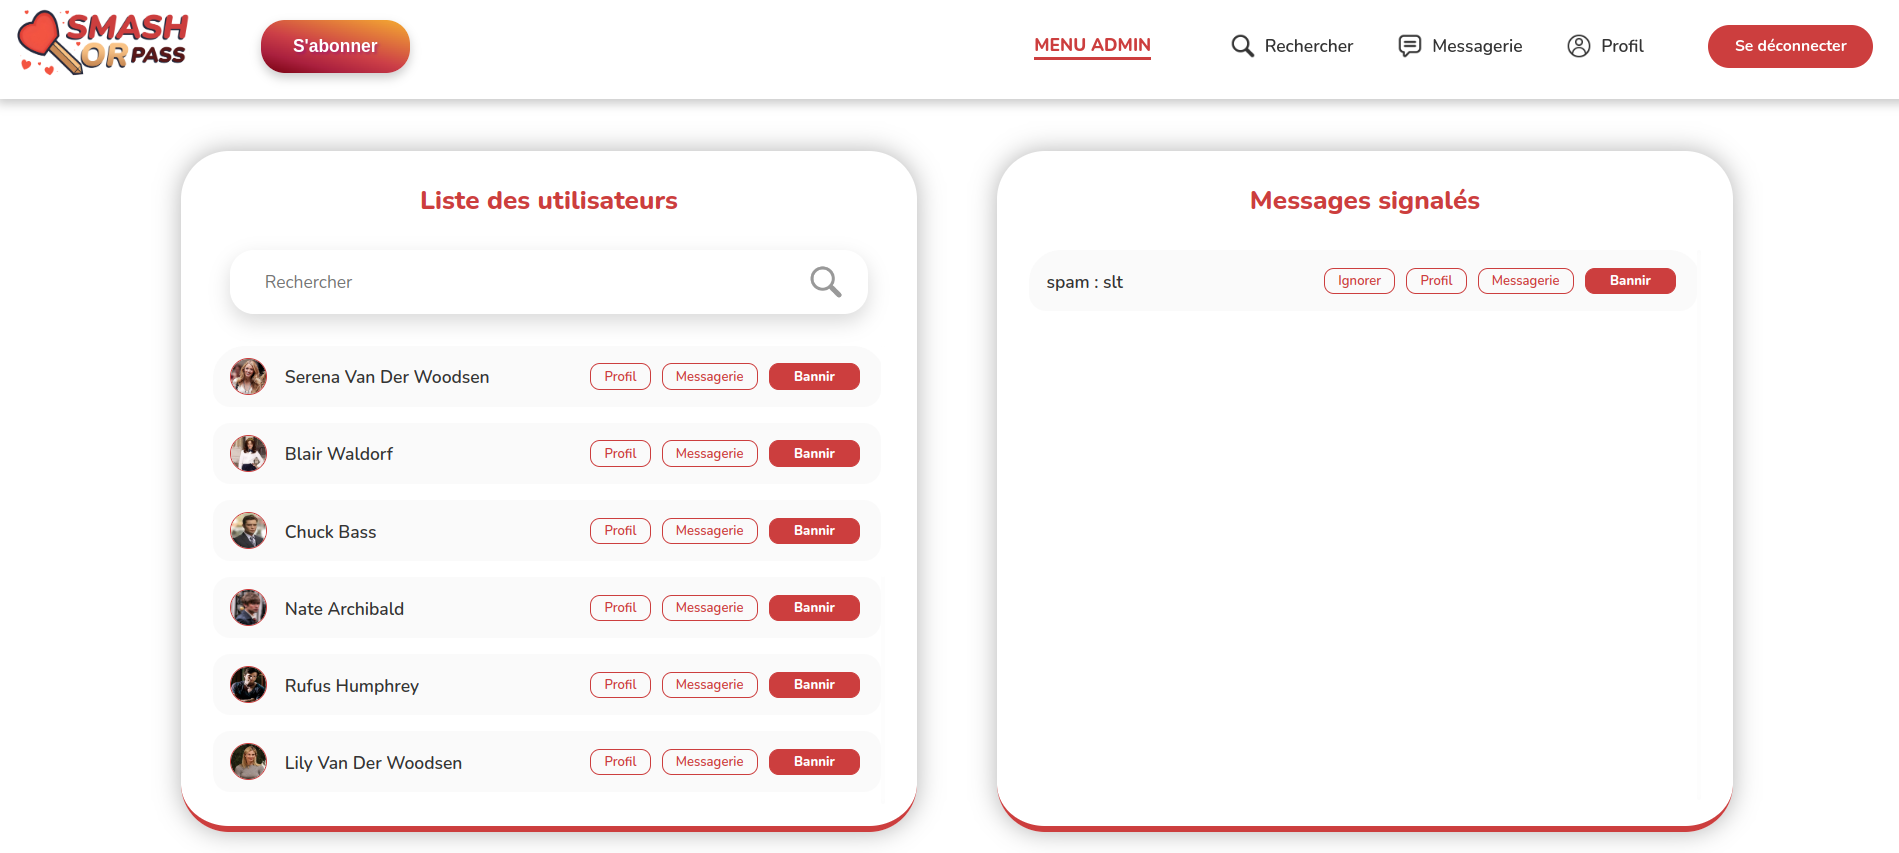 SMASH
OR PASS
S'abonner
MENU ADMIN
Rechercher
Messagerie
Profil
Se déconnecter
Liste des utilisateurs
Rechercher
Serena Van Der Woodsen Profil Messagerie Bannir
Blair Waldorf Profil Messagerie Bannir
Chuck Bass Profil Messagerie Bannir
Nate Archibald Profil Messagerie Bannir
Rufus Humphrey Profil Messagerie Bannir
Lily Van Der Woodsen Profil Messagerie Bannir
Messages signalés
spam : slt Ignorer Profil Messagerie Bannir